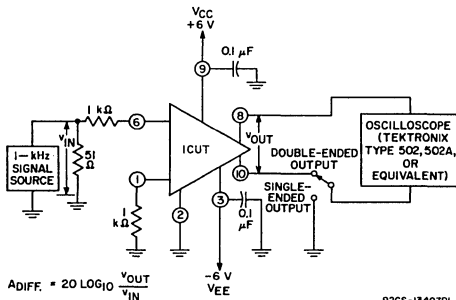 VCC
+6 V
0.1 μF
9
1 kΩ
6
8
vIN
vOUT
ICUT
1-kHz
SIGNAL
SOURCE
51
Ω
OSCILLOSCOPE
(TEKTRONIX
TYPE 502, 502A,
OR
EQUIVALENT)
DOUBLE-ENDED
OUTPUT
10
1
SINGLE-
ENDED
OUTPUT
3
0.1
μF
1
kΩ
2
-6 V
VEE
ADIFF. = 20 LOG10 vOUT
vIN